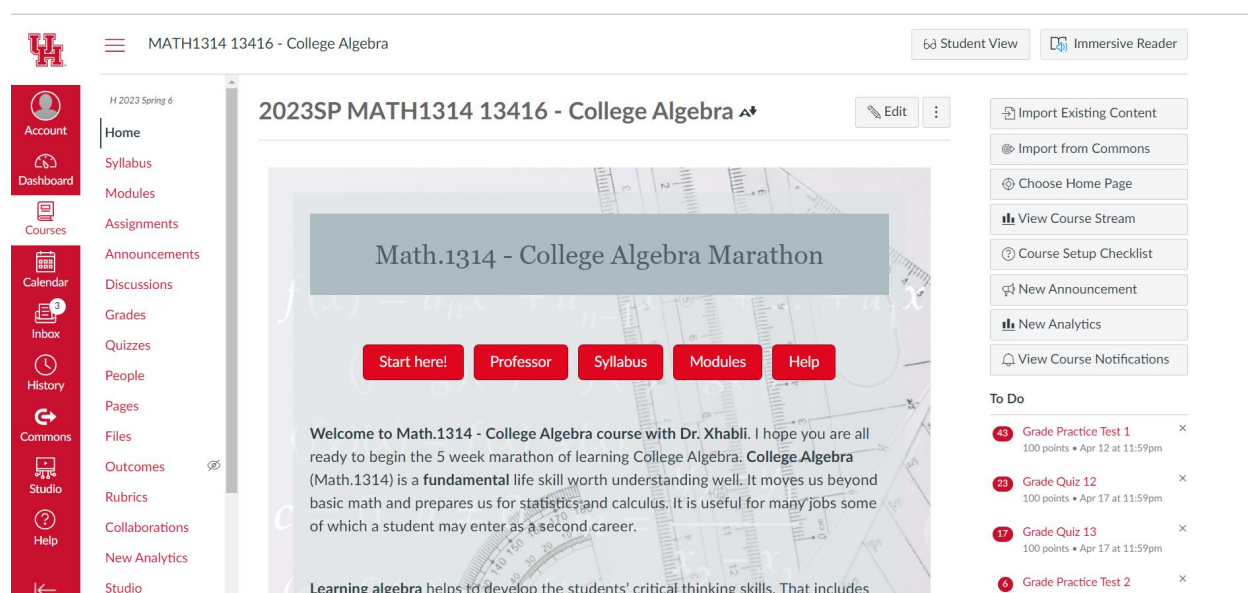 UH
MATH1314 13416 - College Algebra
Student View
Immersive Reader
Account
Dashboard
Courses
Calendar
3
Inbox
History
Commons
Studio
Help
H 2023 Spring 6
Home
Syllabus
Modules
Assignments
Announcements
Discussions
Grades
Quizzes
People
Pages
Files
Outcomes
Rubrics
Collaborations
New Analytics
Studio
2023SP MATH1314 13416 - College Algebra
Edit
Math.1314 - College Algebra Marathon
Start here!
Professor
Syllabus
Modules
Help
Welcome to Math.1314 - College Algebra course with Dr. Xhabli. I hope you are all
ready to begin the 5 week marathon of learning College Algebra. College Algebra
(Math.1314) is a fundamental life skill worth understanding well. It moves us beyond
basic math and prepares us for statistics and calculus. It is useful for many jobs some
of which a student may enter as a second career.
Learning algebra helps to develop the students' critical thinking skills. That includes
Import Existing Content
Import from Commons
Choose Home Page
View Course Stream
Course Setup Checklist
New Announcement
New Analytics
View Course Notifications
To Do
43 Grade Practice Test 1
100 points • Apr 12 at 11:59pm
23 Grade Quiz 12
100 points • Apr 17 at 11:59pm
17 Grade Quiz 13
100 points • Apr 17 at 11:59pm
6 Grade Practice Test 2